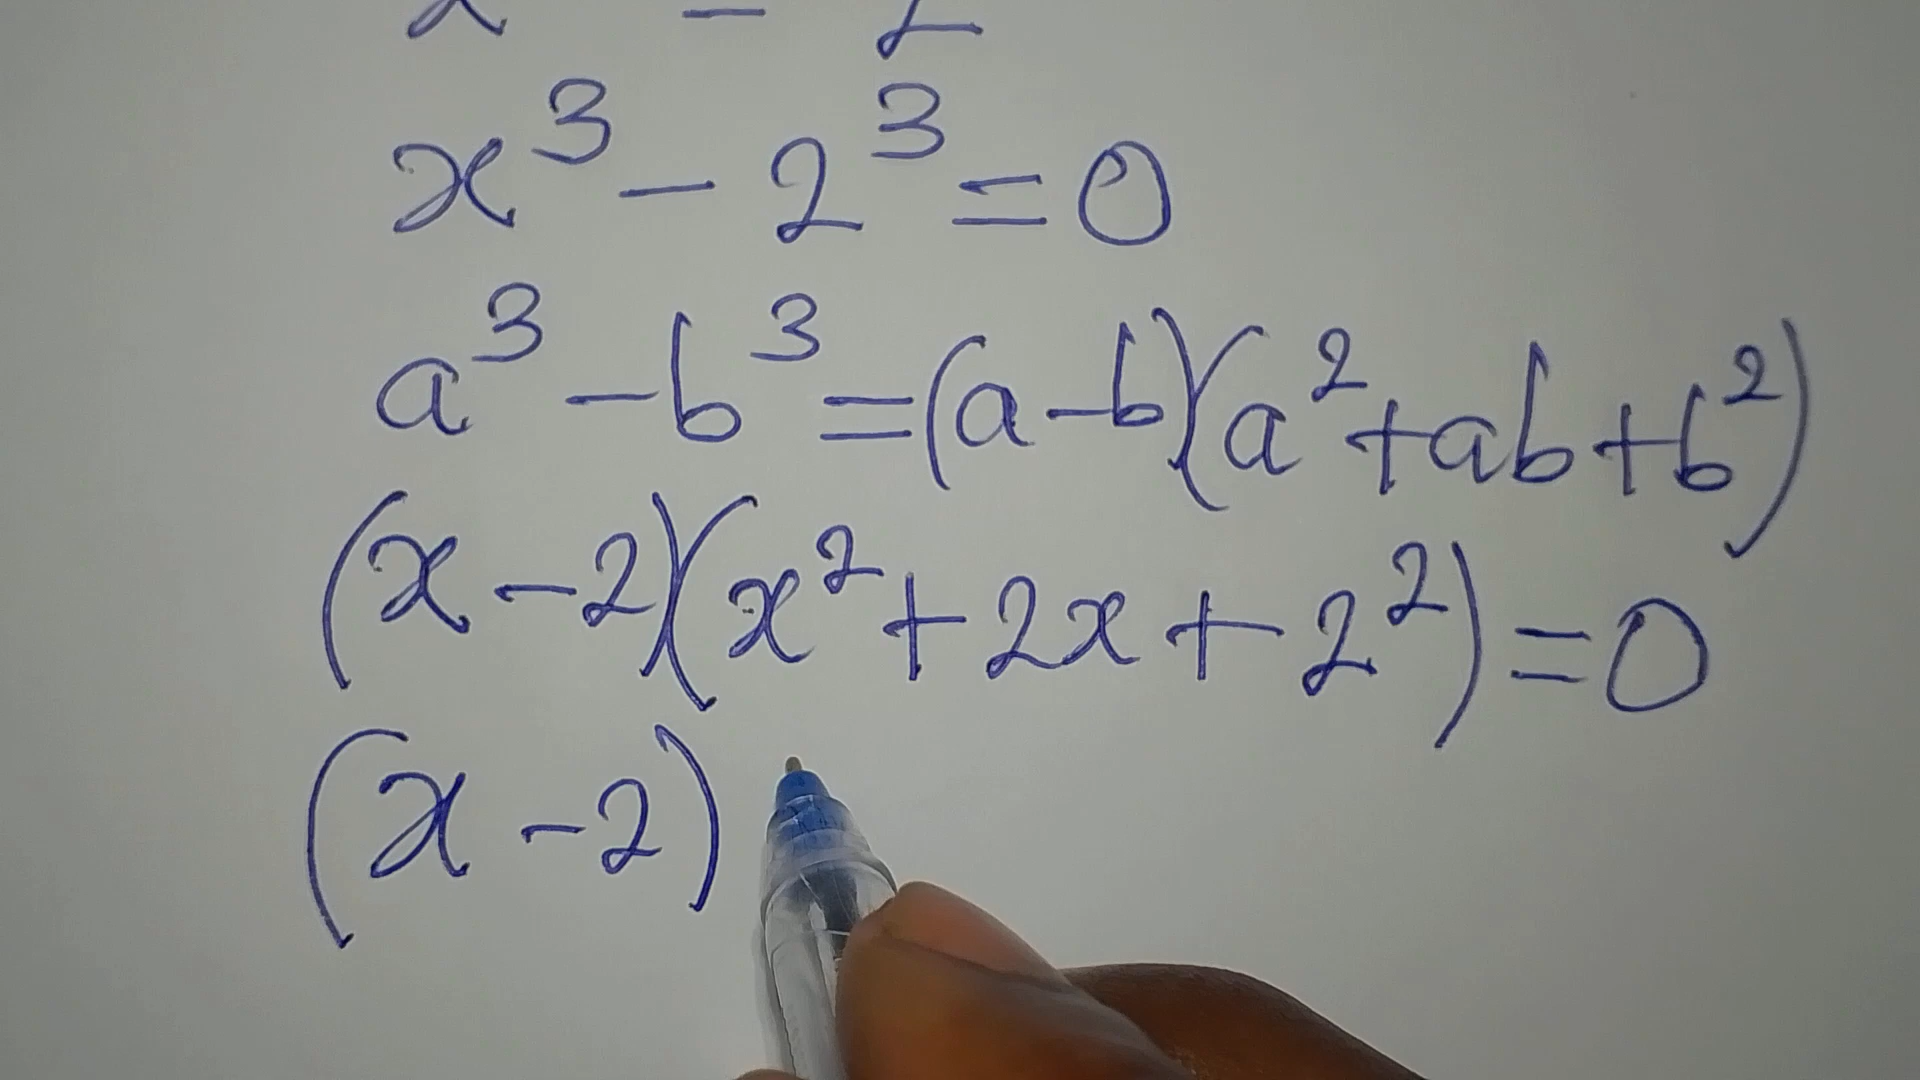 x³ - 2³ = 0
a³ - b³ = (a - b)(a² + ab + b²)
(x - 2)(x² + 2x + 2²) = 0
(x - 2)